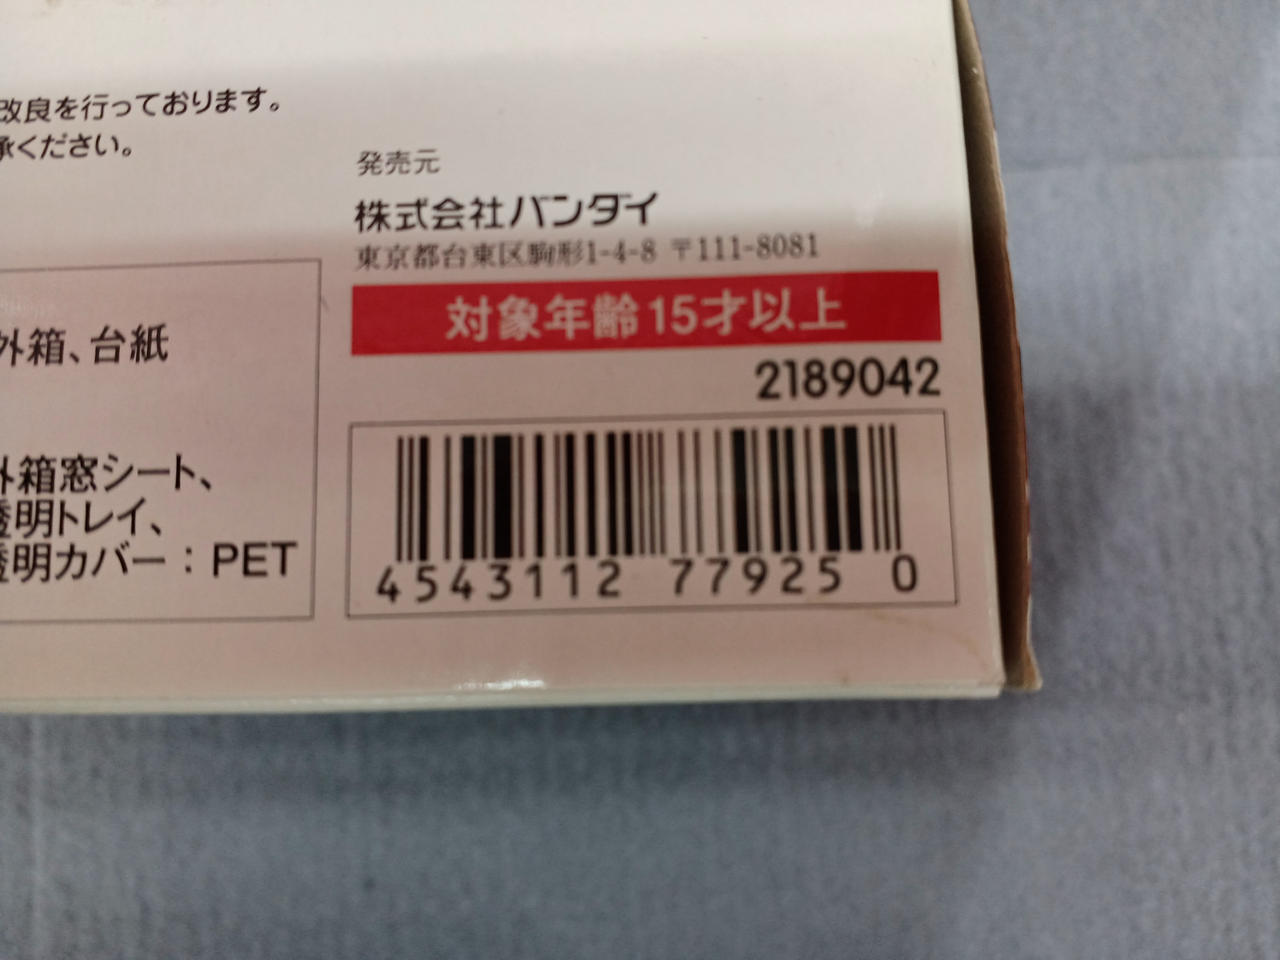 改良を行っております。
承ください。
発売元
株式会社バンダイ
東京都台東区駒形1-4-8 〒111-8081
対象年齢15才以上
2189042
外箱、台紙
外箱窓シート、
透明トレイ、
透明カバー：PET
4543112 77925 0